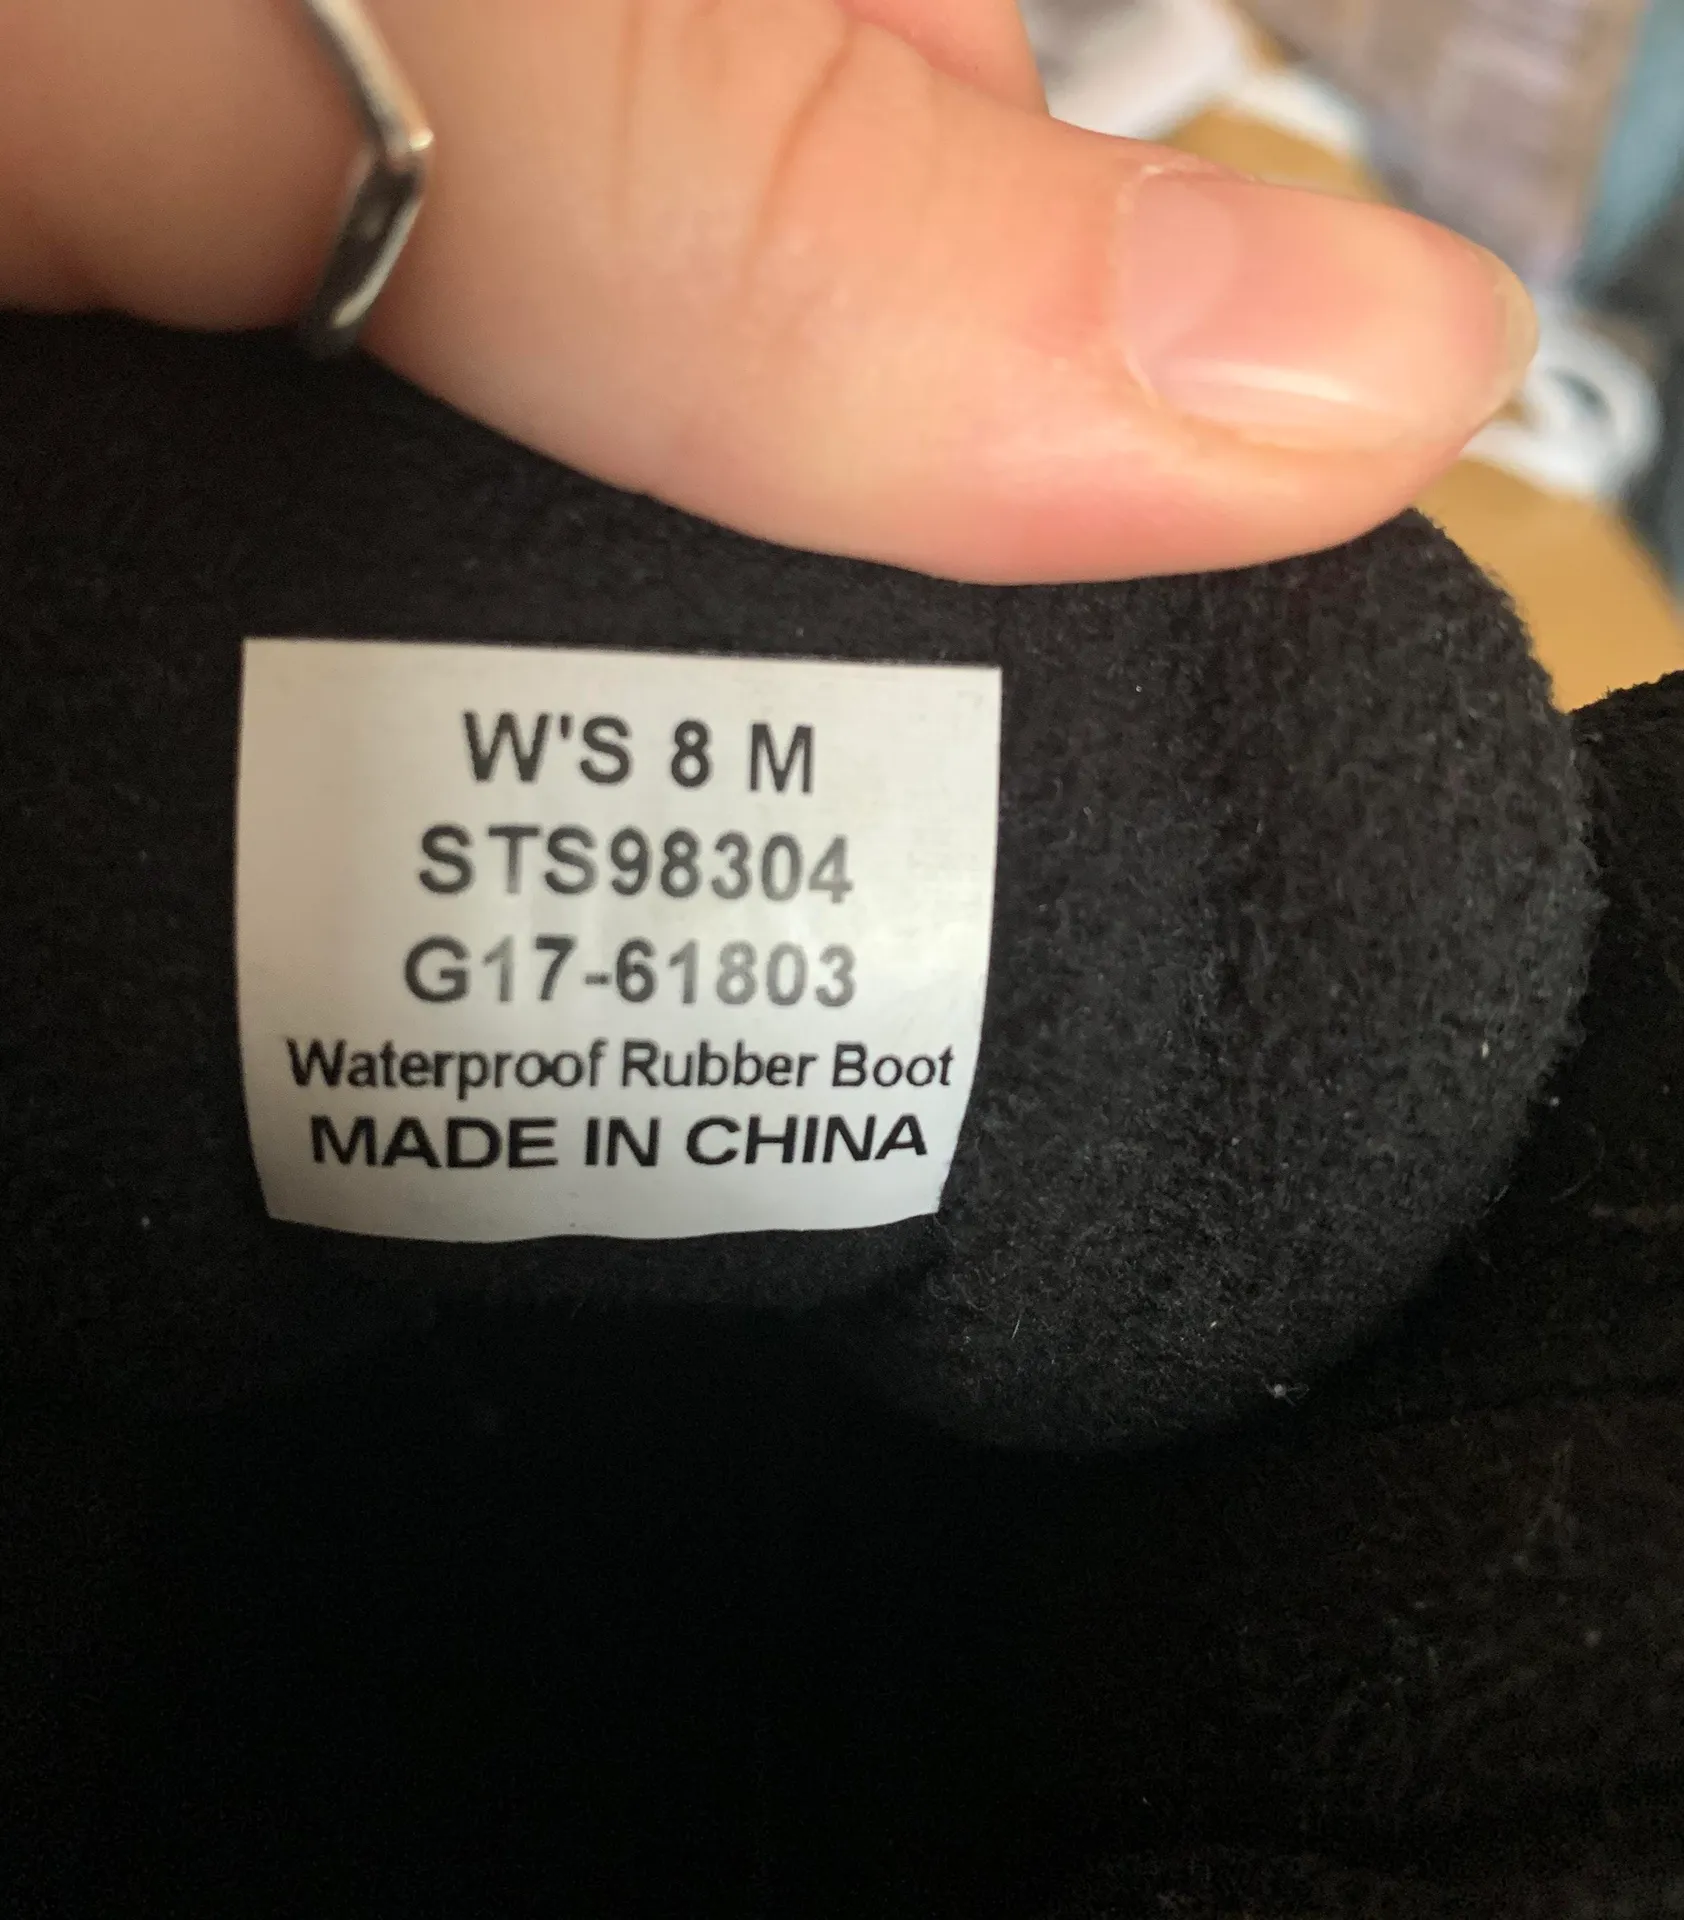 W'S 8 M
STS98304
G17-61803
Waterproof Rubber Boot
MADE IN CHINA